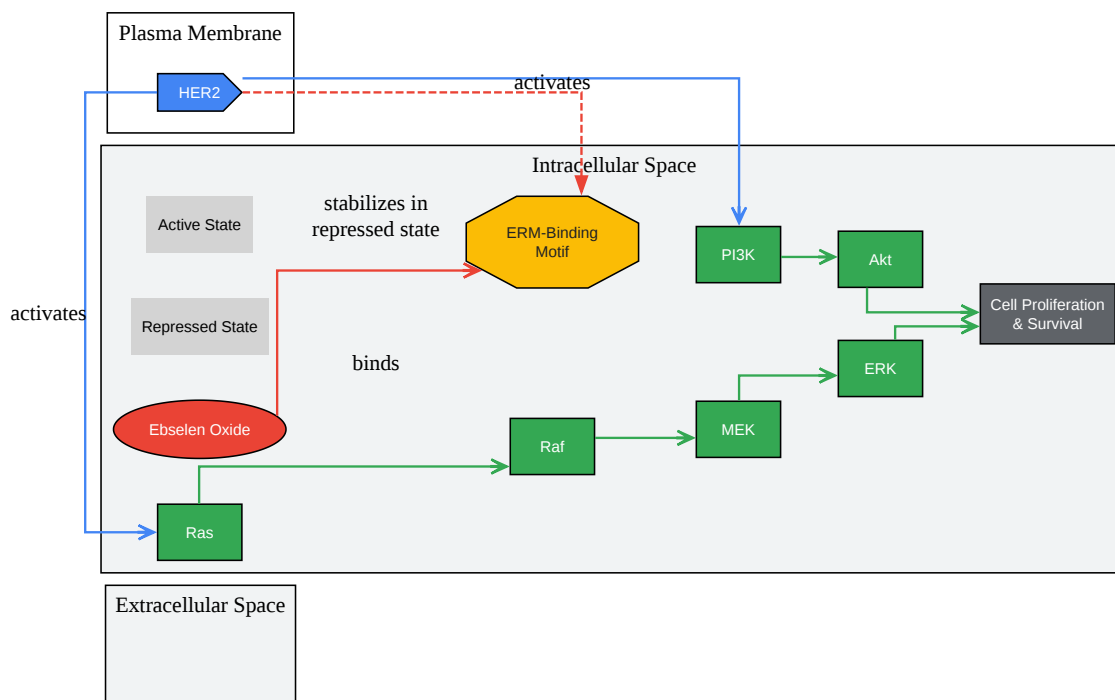 Plasma Membrane
HER2
activates
Intracellular Space
Active State
stabilizes in
repressed state
ERM-Binding
Motif
PI3K
Akt
Cell Proliferation
& Survival
activates
Repressed State
binds
ERK
Ebselen Oxide
Raf
MEK
Ras
Extracellular Space